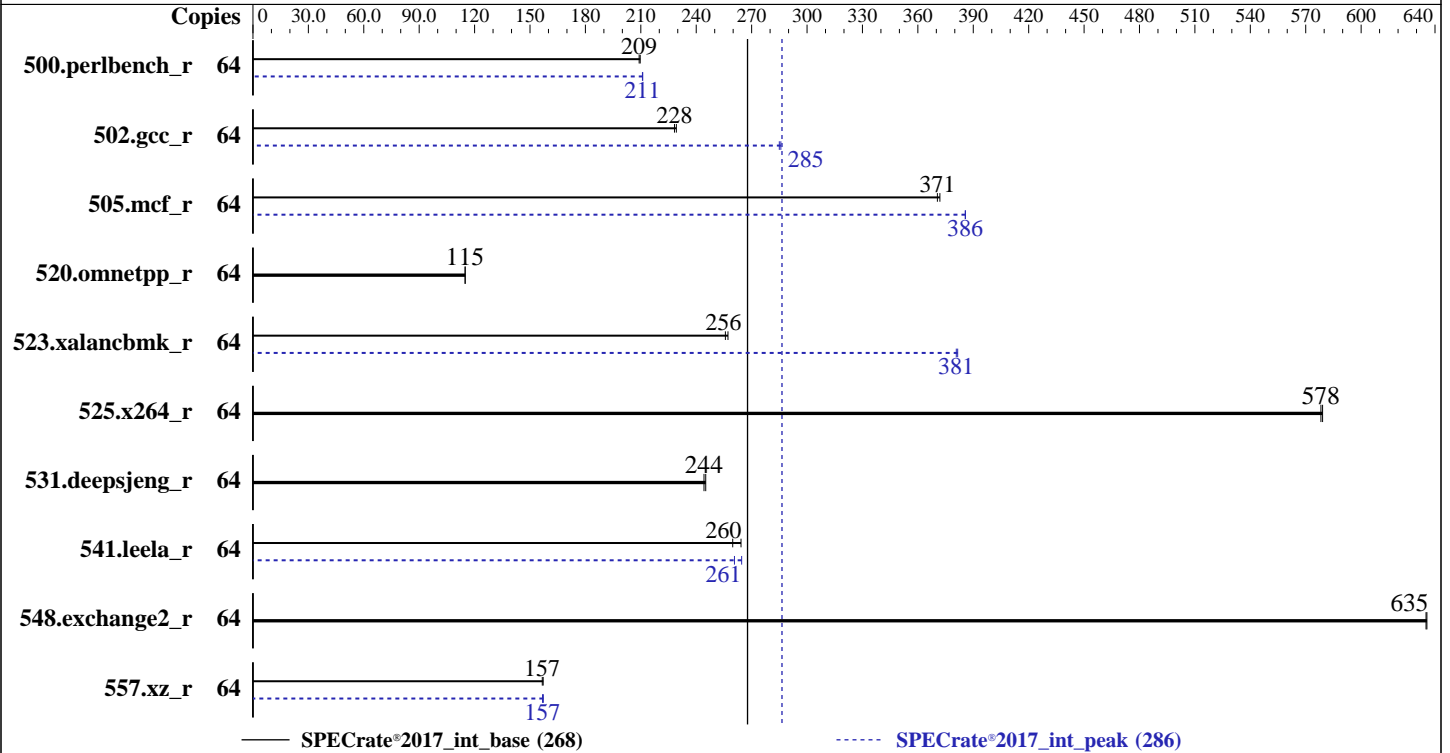 Copies 0 30.0 60.0 90.0 120 150 180 210 240 270 300 330 360 390 420 450 480 510 540 570 600 640
209
500.perlbench_r 64
211
228
502.gcc_r 64
285
371
505.mcf_r 64
386
115
520.omnetpp_r 64
256
523.xalancbmk_r 64
381
578
525.x264_r 64
244
531.deepsjeng_r 64
260
541.leela_r 64
261
635
548.exchange2_r 64
157
557.xz_r 64
157
SPECrate®2017_int_base (268) SPECrate®2017_int_peak (286)